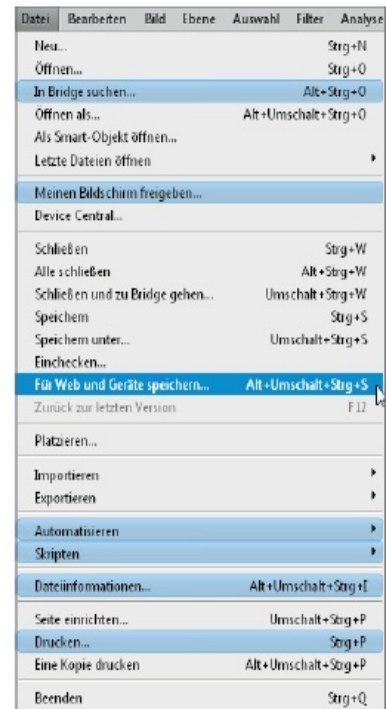 Datei Bearbeiten Bild Ebene Auswahl Filter Analyse
Neu... Strg+N
Öffnen... Strg+O
In Bridge suchen... Alt+Strg+O
Öffnen als... Alt+Umschalt+Strg+O
Als Smart-Objekt öffnen...
Letzte Dateien öffnen
Meinen Bildschirm freigeben...
Device Central...
Schließen Strg+W
Alle schließen Alt+Strg+W
Schließen und zu Bridge gehen... Umschalt+Strg+W
Speichern Strg+S
Speichern unter... Umschalt+Strg+S
Einchecken...
Für Web und Geräte speichern... Alt+Umschalt+Strg+S
Zurück zur letzten Version F12
Platzieren...
Importieren
Exportieren
Automatisieren
Skripten
Dateiinformationen... Alt+Umschalt+Strg+I
Seite einrichten... Umschalt+Strg+P
Drucken... Strg+P
Eine Kopie drucken Alt+Umschalt+Strg+P
Beenden Strg+Q